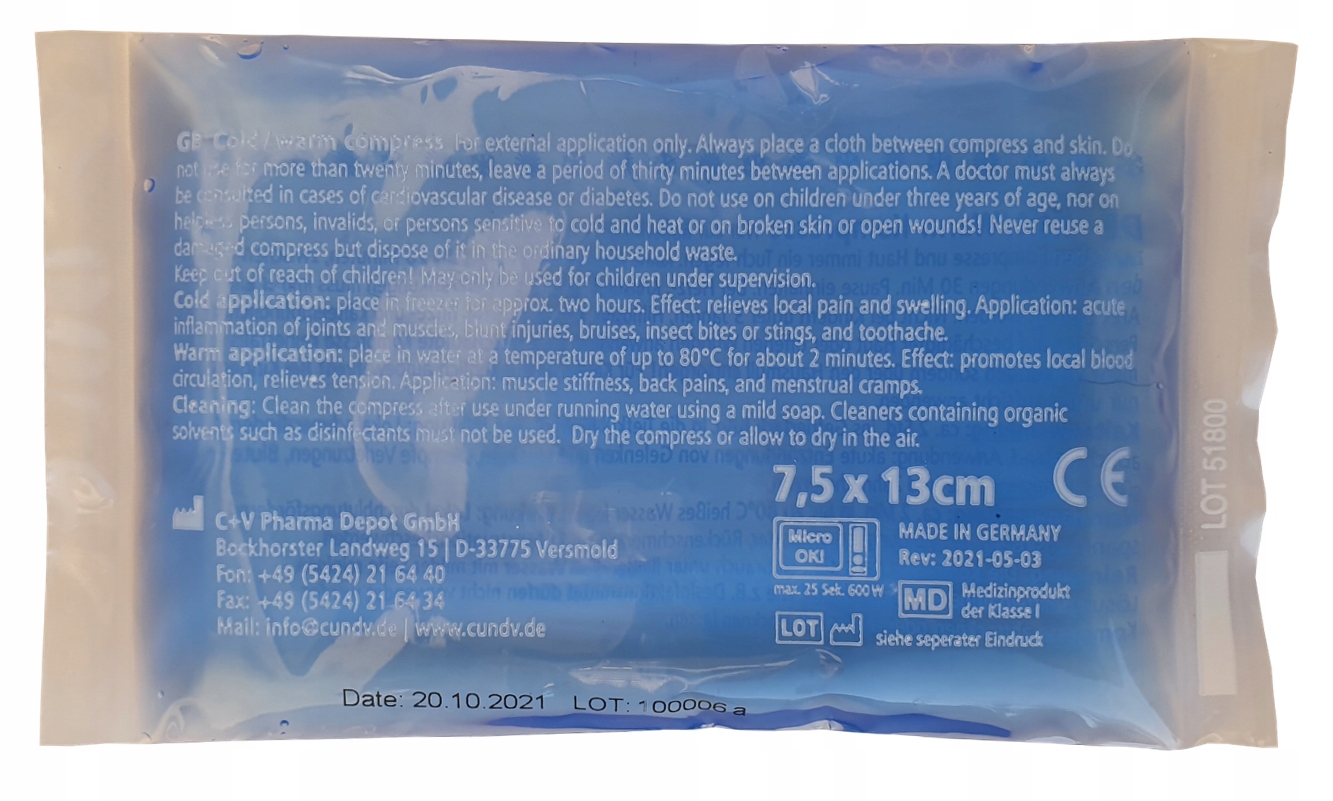 GB Cold/warm compress For external application only. Always place a cloth between compress and skin. Do
not use for more than twenty minutes, leave a period of thirty minutes between applications. A doctor must always
be consulted in cases of cardiovascular disease or diabetes. Do not use on children under three years of age, nor on
helpless persons, invalids, or persons sensitive to cold and heat or on broken skin or open wounds! Never reuse a
damaged compress but dispose of it in the ordinary household waste.
Keep out of reach of children! May only be used for children under supervision.
Cold application: place in freezer for approx. two hours. Effect: relieves local pain and swelling. Application: acute
inflammation of joints and muscles, blunt injuries, bruises, insect bites or stings, and toothache.
Warm application: place in water at a temperature of up to 80°C for about 2 minutes. Effect: promotes local blood
circulation, relieves tension. Application: muscle stiffness, back pains, and menstrual cramps.
Cleaning: Clean the compress after use under running water using a mild soap. Cleaners containing organic
solvents such as disinfectants must not be used. Dry the compress or allow to dry in the air.
7,5 x 13cm CE
C+V Pharma Depot GmbH
Bockhorster Landweg 15 | D-33775 Versmold
Fon: +49 (5424) 21 64 40
Fax: +49 (5424) 21 64 34
Mail: info@cundv.de | www.cundv.de
Micro
OK!
max. 25 Sek. 600 W
MADE IN GERMANY
Rev: 2021-05-03
MD Medizinprodukt
der Klasse I
LOT siehe seperater Eindruck
Date: 20.10.2021 LOT: 100006 a
LOT 51800